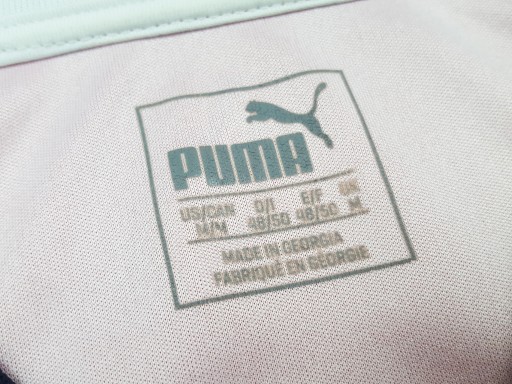 PUMA
US/CAN D/I E/F UK
M/M 48/50 48/50 M
MADE IN GEORGIA
FABRIQUÉ EN GÉORGIE